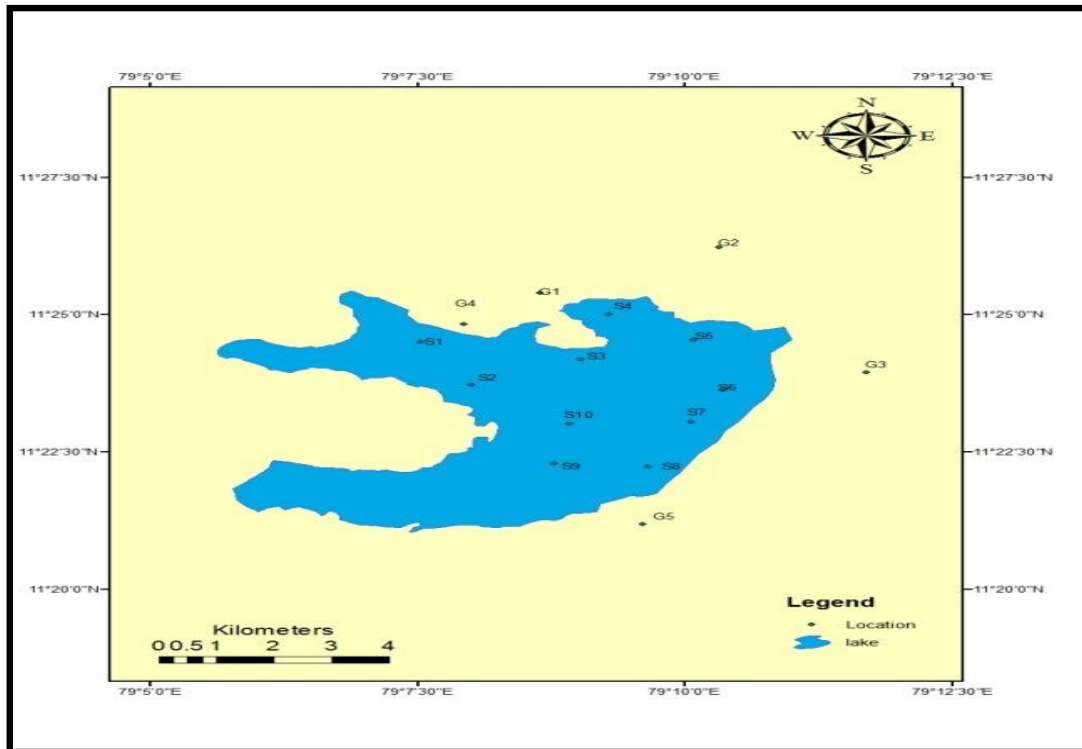 79°5'0"E 79°7'30"E 79°10'0"E 79°12'30"E
N
W E
S
11°27'30"N 11°27'30"N
G2
G1
G4
S4
11°25'0"N 11°25'0"N
S1
S5
S3
G3
S2
S6
S10
S7
11°22'30"N 11°22'30"N
S9
S8
G5
11°20'0"N 11°20'0"N
Legend
Location
lake
Kilometers
0 0.5 1 2 3 4
79°5'0"E 79°7'30"E 79°10'0"E 79°12'30"E